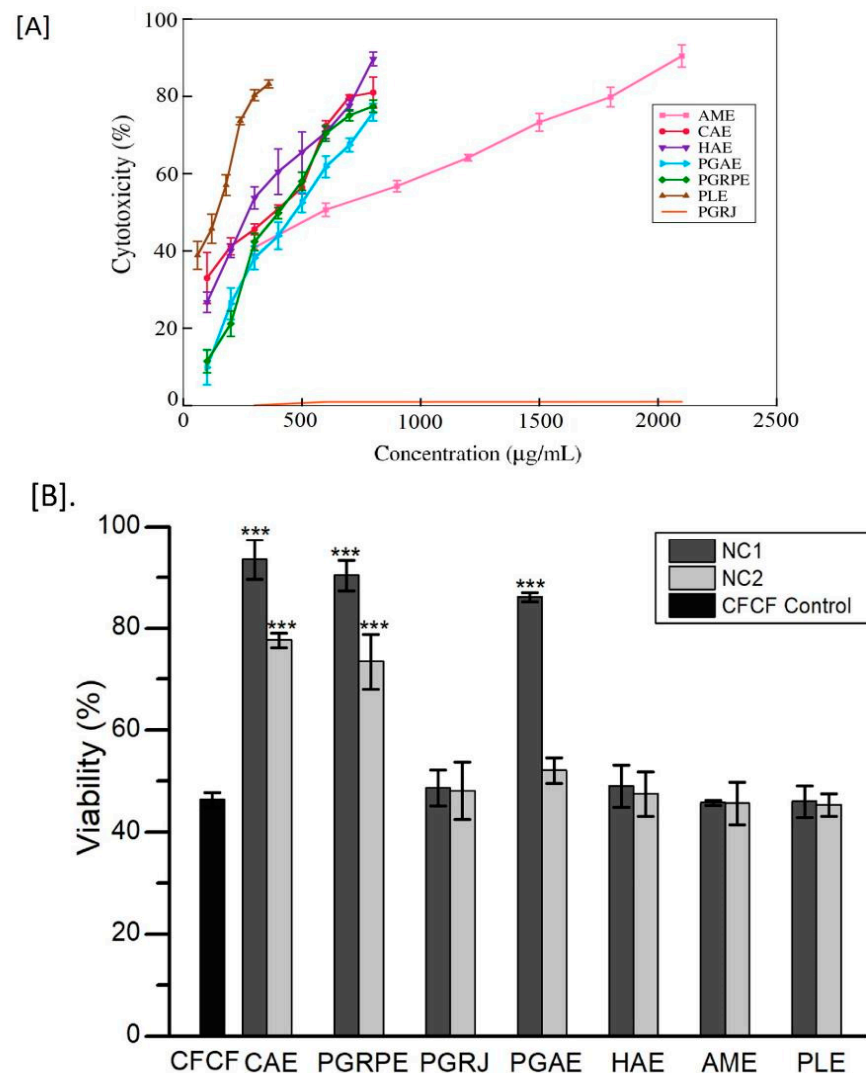 [A]
100
80
60
40
20
0
Cytotoxicity (%)
AME
CAE
HAE
PGAE
PGRPE
PLE
PGRJ
0 500 1000 1500 2000 2500
Concentration (µg/mL)
[B].
100
80
60
40
20
0
Viability (%)
NC1
NC2
CFCF Control
*** *** *** *** ***
CFCF CAE PGRPE PGRJ PGAE HAE AME PLE